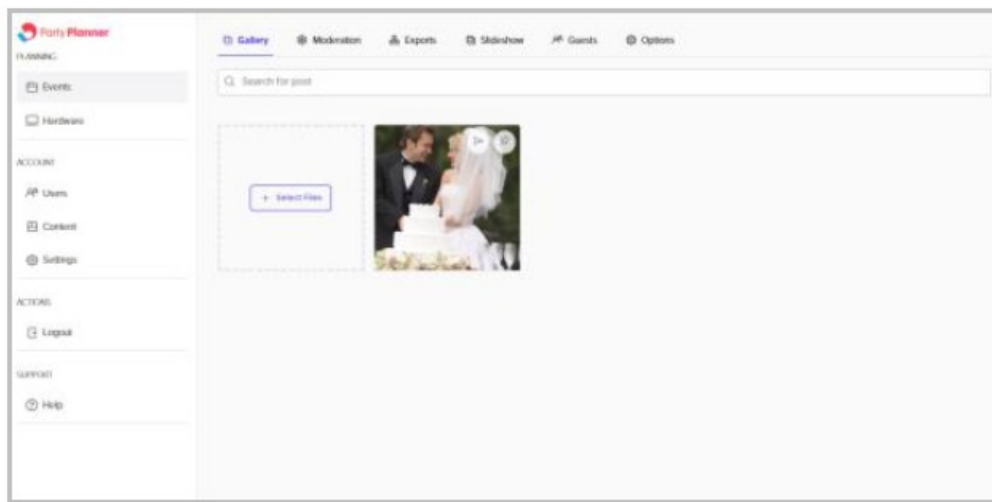 Party Planner
PLANNING
Events
Hardware
ACCOUNT
Users
Content
Settings
ACTIONS
Logout
SUPPORT
Help
Gallery Moderation Exports Slideshow Guests Options
Search for post
+ Select Files